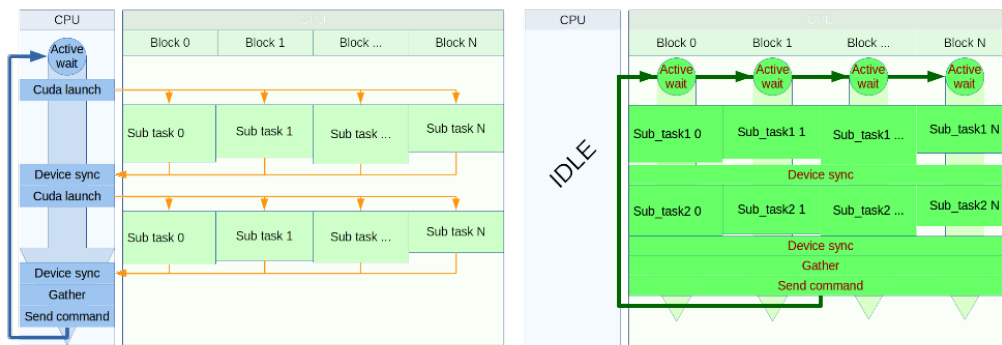 CPU
GPU
Block 0
Block 1
Block ...
Block N
Active
wait
Cuda launch
Sub task 0
Sub task 1
Sub task ...
Sub task N
Device sync
Cuda launch
Sub task 0
Sub task 1
Sub task ...
Sub task N
Device sync
Gather
Send command
CPU
GPU
Block 0
Block 1
Block ...
Block N
Active
wait
Active
wait
Active
wait
Active
wait
IDLE
Sub_task1 0
Sub_task1 1
Sub_task1 ...
Sub_task1 N
Device sync
Sub_task2 0
Sub_task2 1
Sub_task2 ...
Sub_task2 N
Device sync
Gather
Send command